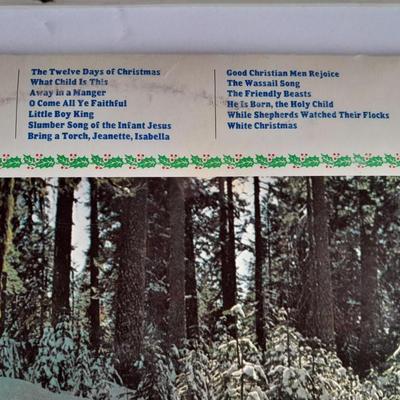 The Twelve Days of Christmas
What Child Is This
Away in a Manger
O Come All Ye Faithful
Little Boy King
Slumber Song of the Infant Jesus
Bring a Torch, Jeanette, Isabella
Good Christian Men Rejoice
The Wassail Song
The Friendly Beasts
He is Born, the Holy Child
While Shepherds Watched Their Flocks
White Christmas